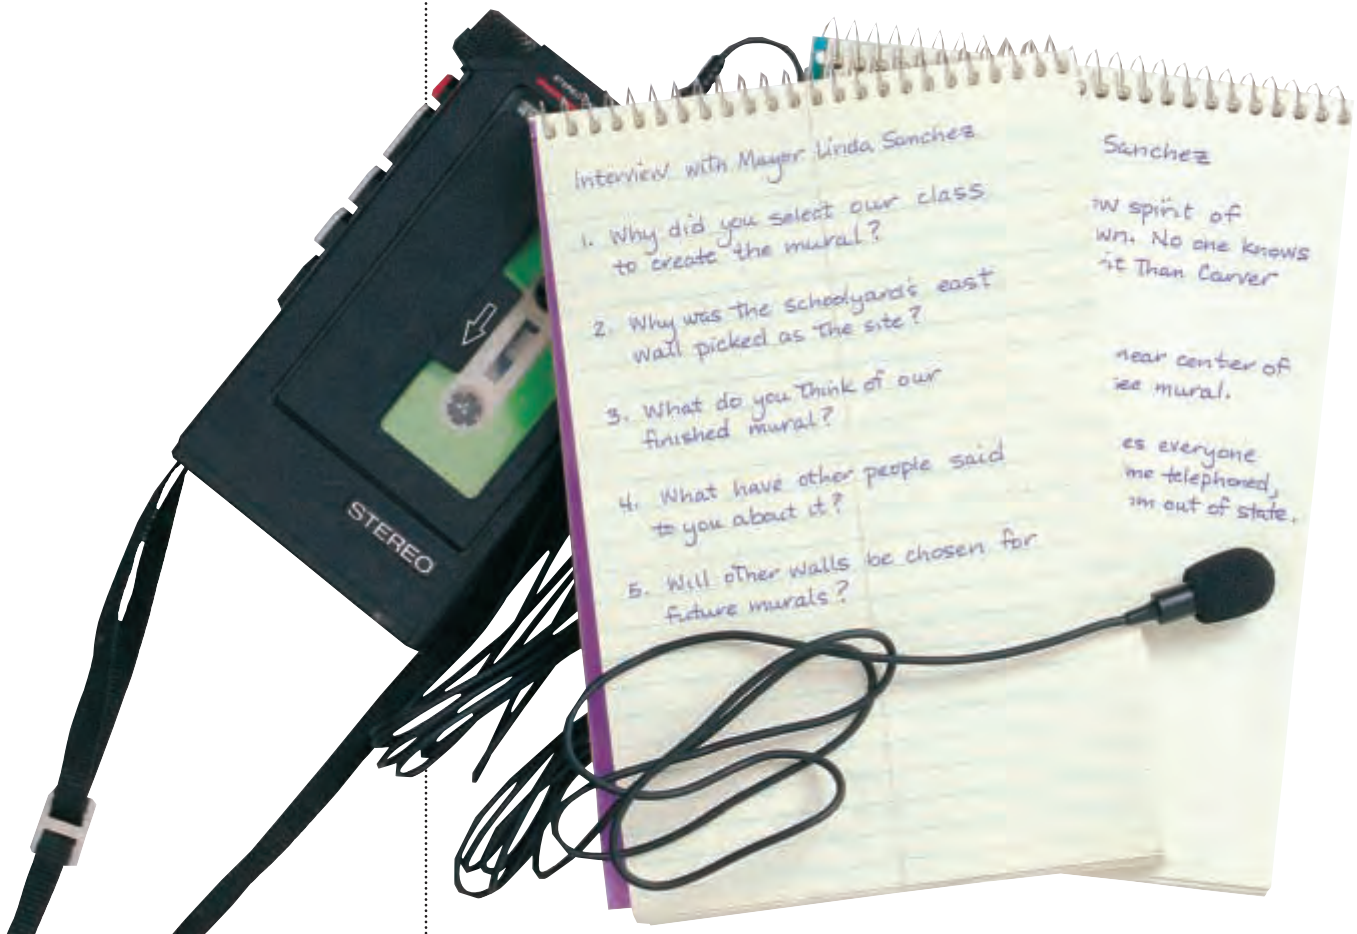 Interview with Mayor Linda Sanchez
1. Why did you select our class
to create the mural?
2. Why was the schoolyard's east
wall picked as the site?
3. What do you think of our
finished mural?
4. What have other people said
to you about it?
5. Will other walls be chosen for
future murals?
Sanchez
spirit of
No one knows
it Than Carver
near center of
mural.
everyone
telephoned,
out of state.
STEREO